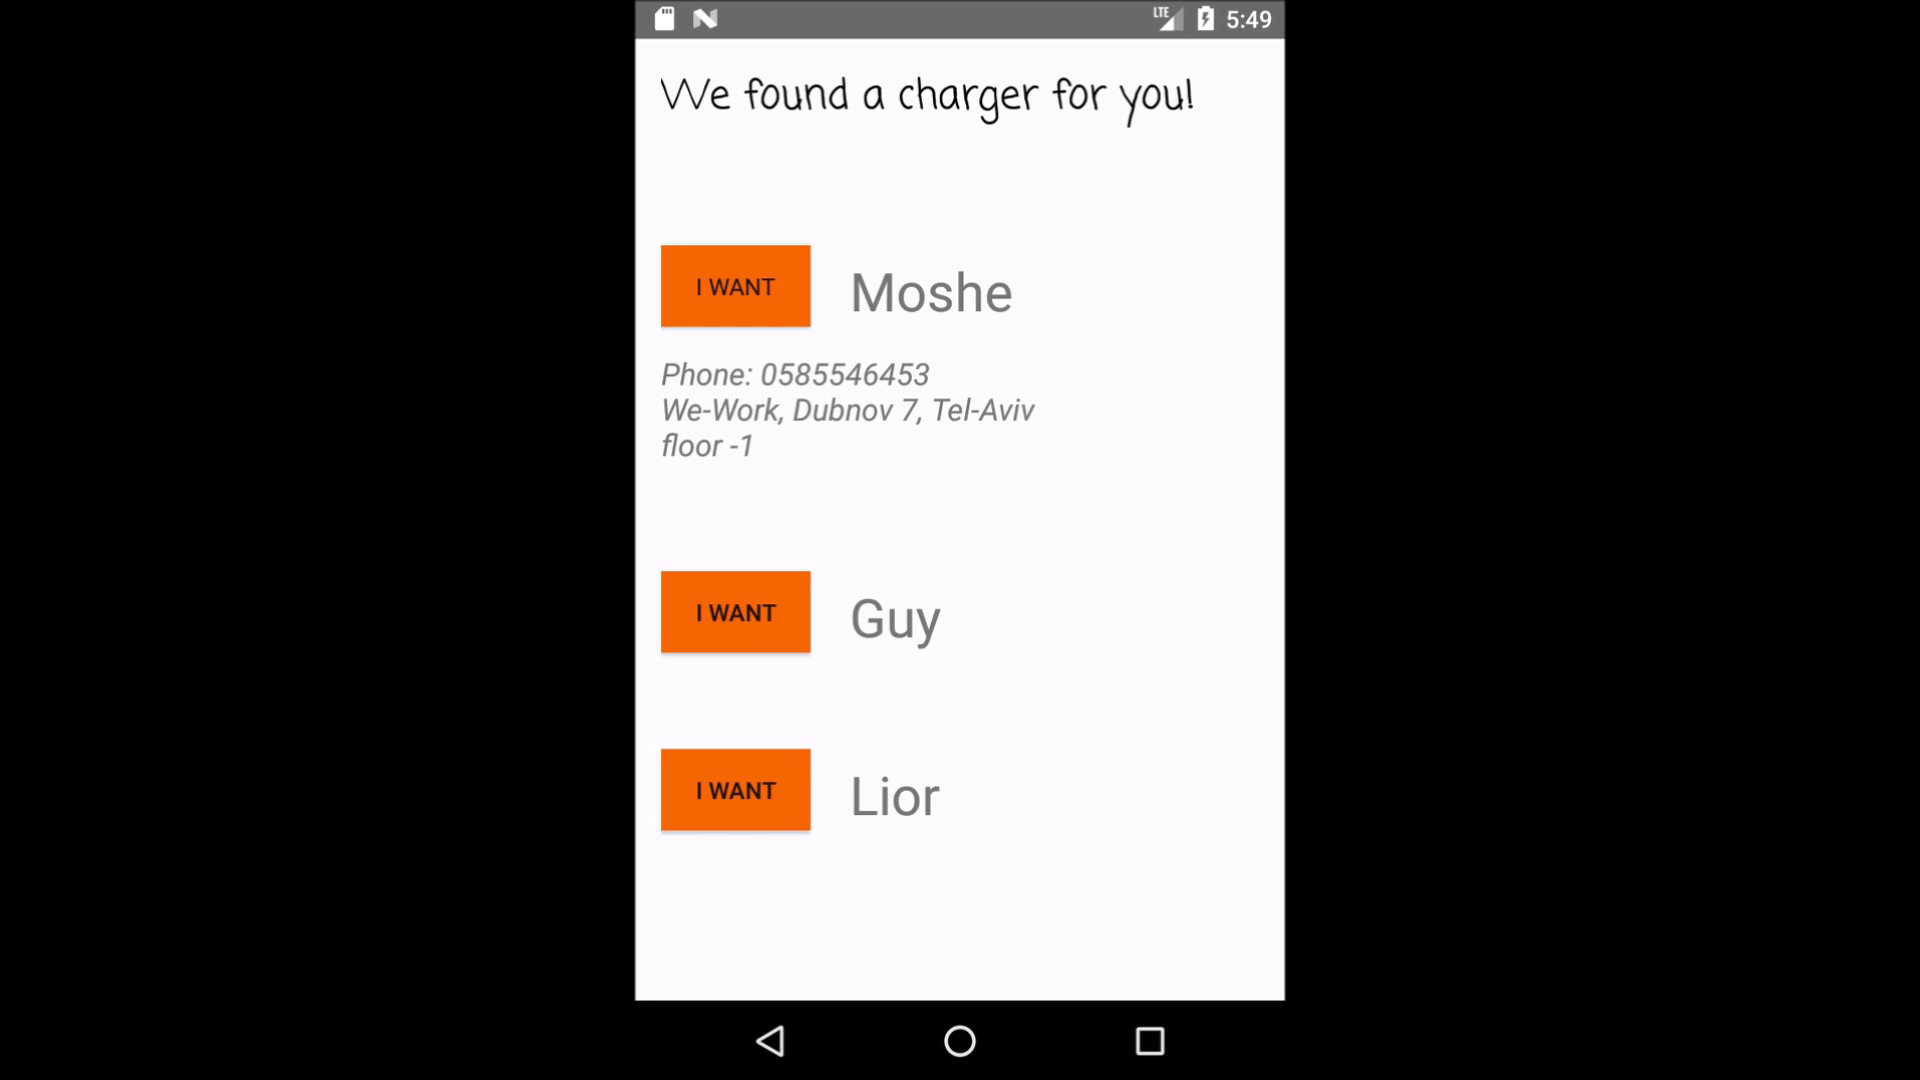 LTE 5:49
We found a charger for you!
I WANT Moshe
Phone: 0585546453
We-Work, Dubnov 7, Tel-Aviv
floor -1
I WANT Guy
I WANT Lior